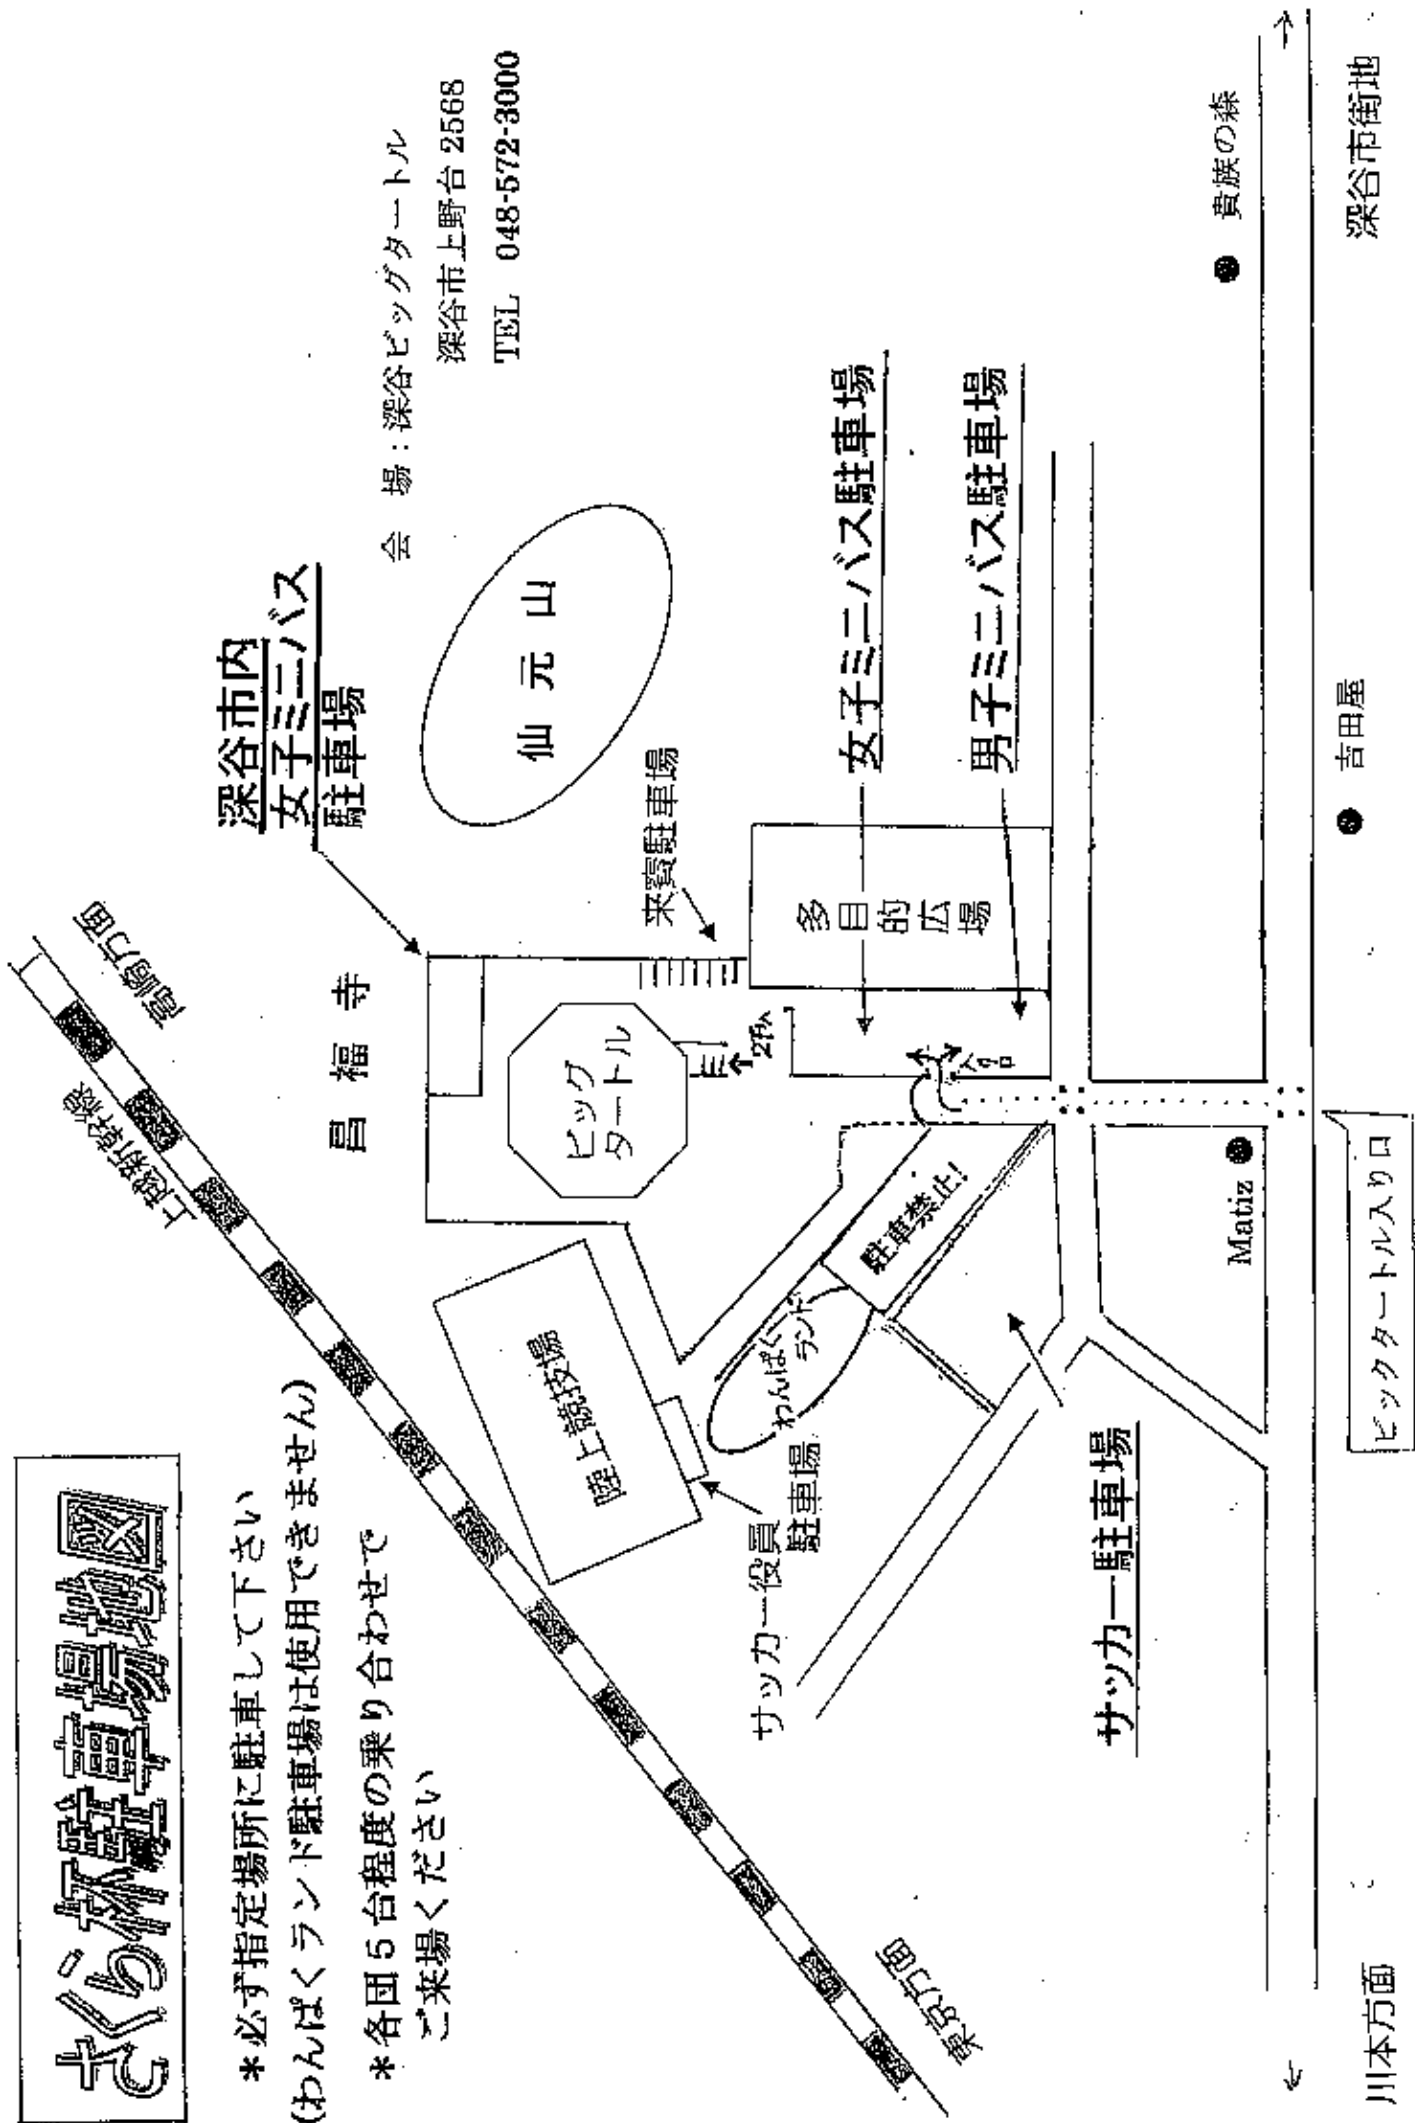 さくら杯駐車場地図
*必ず指定場所に駐車して下さい
(わんぱくランド駐車場は使用できません)
*各団5台程度の乗り合わせで
ご来場ください
会 場:深谷ビッグタートル
深谷市上野台 2568
TEL 048-572-3000
深谷市内
女子ミニバス
駐車場
高崎方面
上越新幹線
東京方面
昌福寺
仙元山
来賓駐車場
ビッグ
タートル
多目的広
場
女子ミニバス駐車場
男子ミニバス駐車場
入口
陸上競技場
わんぱく
ランド
駐車禁止!
サッカー役員
駐車場
サッカー駐車場
Matiz
貴族の森
吉田屋
ビックタートル入り口
川本方面
深谷市街地